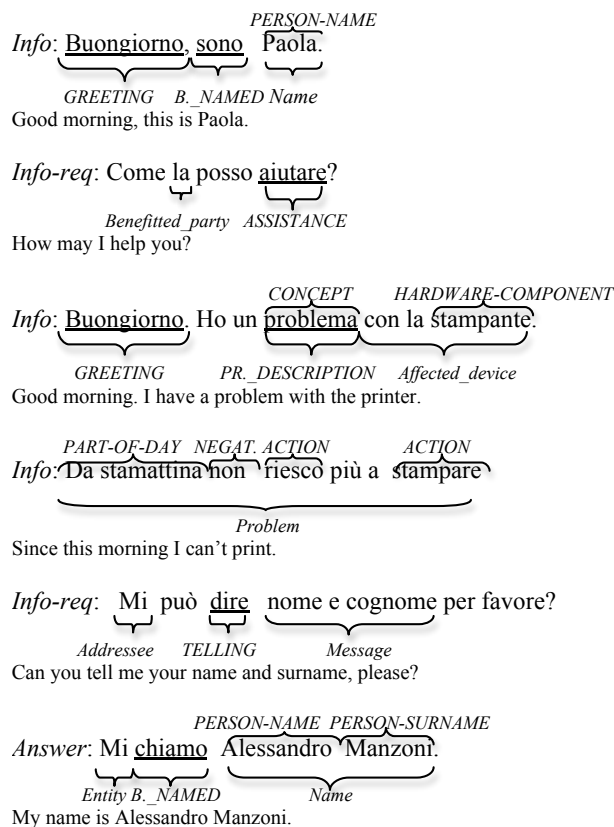 PERSON-NAME
Info: Buongiorno, sono Paola.
GREETING B._NAMED Name
Good morning, this is Paola.
Info-req: Come la posso aiutare?
Benefitted_party ASSISTANCE
How may I help you?
CONCEPT HARDWARE-COMPONENT
Info: Buongiorno. Ho un problema con la stampante.
GREETING PR._DESCRIPTION Affected_device
Good morning. I have a problem with the printer.
PART-OF-DAY NEGAT. ACTION ACTION
Info: Da stamattina non riesco più a stampare
Problem
Since this morning I can't print.
Info-req: Mi può dire nome e cognome per favore?
Addressee TELLING Message
Can you tell me your name and surname, please?
PERSON-NAME PERSON-SURNAME
Answer: Mi chiamo Alessandro Manzoni.
Entity B._NAMED Name
My name is Alessandro Manzoni.